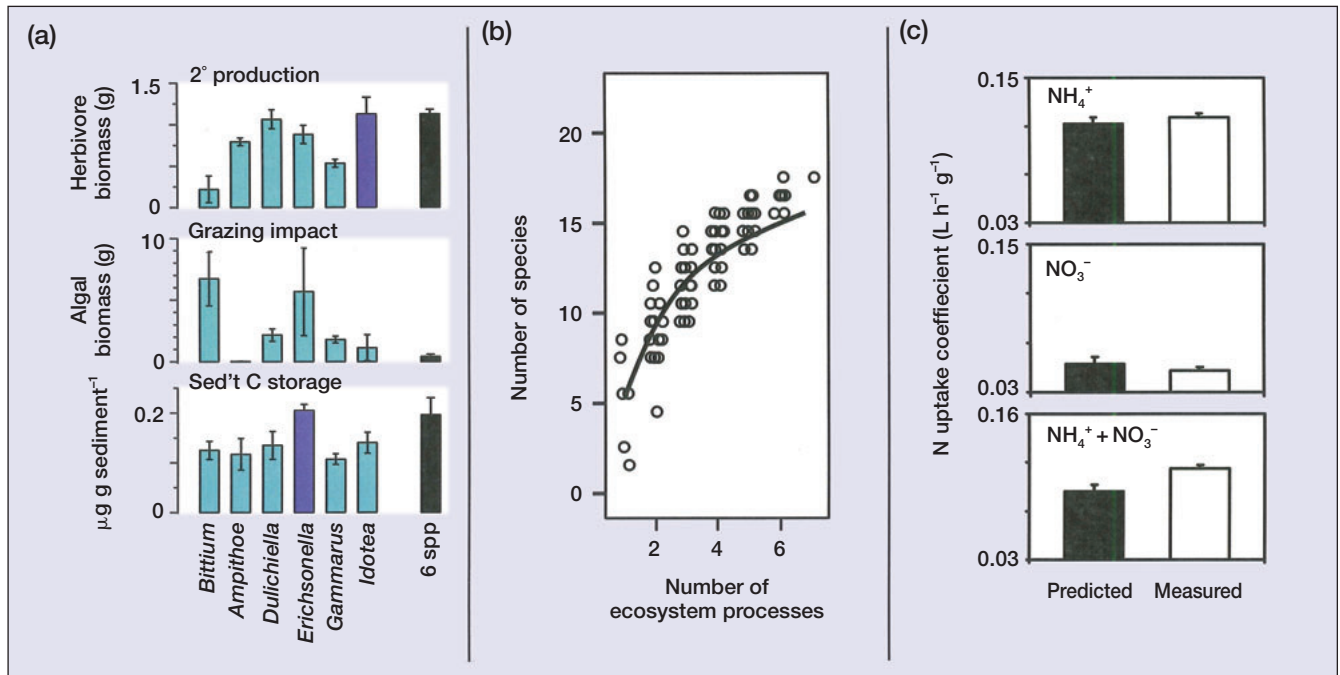 (a)
2° production
Herbivore
biomass (g)
1.5
0
Grazing impact
Algal
biomass (g)
10
0
Sed't C storage
µg g sediment⁻¹
0.2
0
Bittium
Ampithoe
Dulichiella
Erichsonella
Gammarus
Idotea
6 spp
(b)
Number of species
20
15
10
5
0
2
4
6
Number of
ecosystem processes
(c)
N uptake coeffiecient (L h⁻¹ g⁻¹)
0.15
NH₄⁺
0.03
0.15
NO₃⁻
0.03
0.16
NH₄⁺ + NO₃⁻
0.03
Predicted
Measured